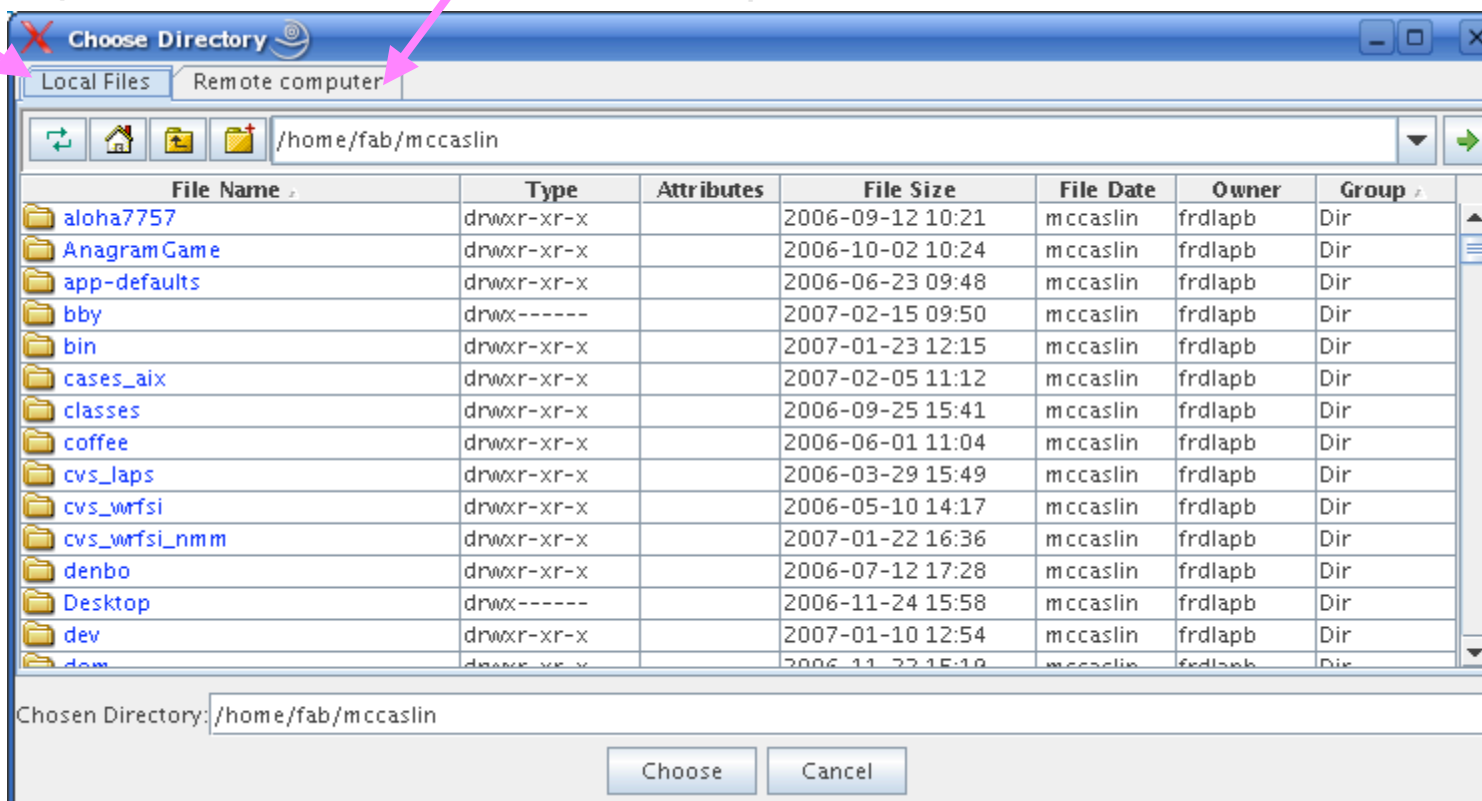 Choose Directory
Local Files Remote computer
/home/fab/mccaslin
File Name Type Attributes File Size File Date Owner Group
aloha7757 drwxr-xr-x 2006-09-12 10:21 mccaslin frdlapb Dir
AnagramGame drwxr-xr-x 2006-10-02 10:24 mccaslin frdlapb Dir
app-defaults drwxr-xr-x 2006-06-23 09:48 mccaslin frdlapb Dir
bby drwx------ 2007-02-15 09:50 mccaslin frdlapb Dir
bin drwxr-xr-x 2007-01-23 12:15 mccaslin frdlapb Dir
cases_aix drwxr-xr-x 2007-02-05 11:12 mccaslin frdlapb Dir
classes drwxr-xr-x 2006-09-25 15:41 mccaslin frdlapb Dir
coffee drwxr-xr-x 2006-06-01 11:04 mccaslin frdlapb Dir
cvs_laps drwxr-xr-x 2006-03-29 15:49 mccaslin frdlapb Dir
cvs_wrfsi drwxr-xr-x 2006-05-10 14:17 mccaslin frdlapb Dir
cvs_wrfsi_nmm drwxr-xr-x 2007-01-22 16:36 mccaslin frdlapb Dir
denbo drwxr-xr-x 2006-07-12 17:28 mccaslin frdlapb Dir
Desktop drwx------ 2006-11-24 15:58 mccaslin frdlapb Dir
dev drwxr-xr-x 2007-01-10 12:54 mccaslin frdlapb Dir
Chosen Directory: /home/fab/mccaslin
Choose Cancel